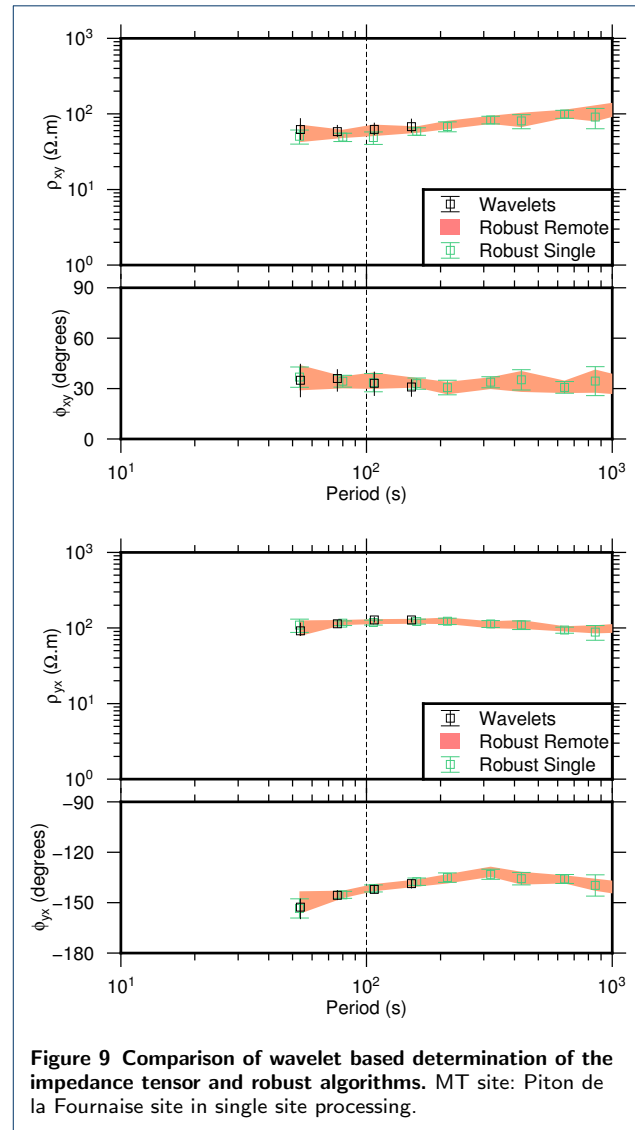 10³
10²
10¹
10⁰
ρxy (Ω.m)
Wavelets
Robust Remote
Robust Single
90
60
30
0
ϕxy (degrees)
10¹ 10² 10³
Period (s)
10³
10²
10¹
10⁰
ρyx (Ω.m)
Wavelets
Robust Remote
Robust Single
−90
−120
−150
−180
ϕyx (degrees)
10¹ 10² 10³
Period (s)
Figure 9 Comparison of wavelet based determination of the
impedance tensor and robust algorithms. MT site: Piton de
la Fournaise site in single site processing.